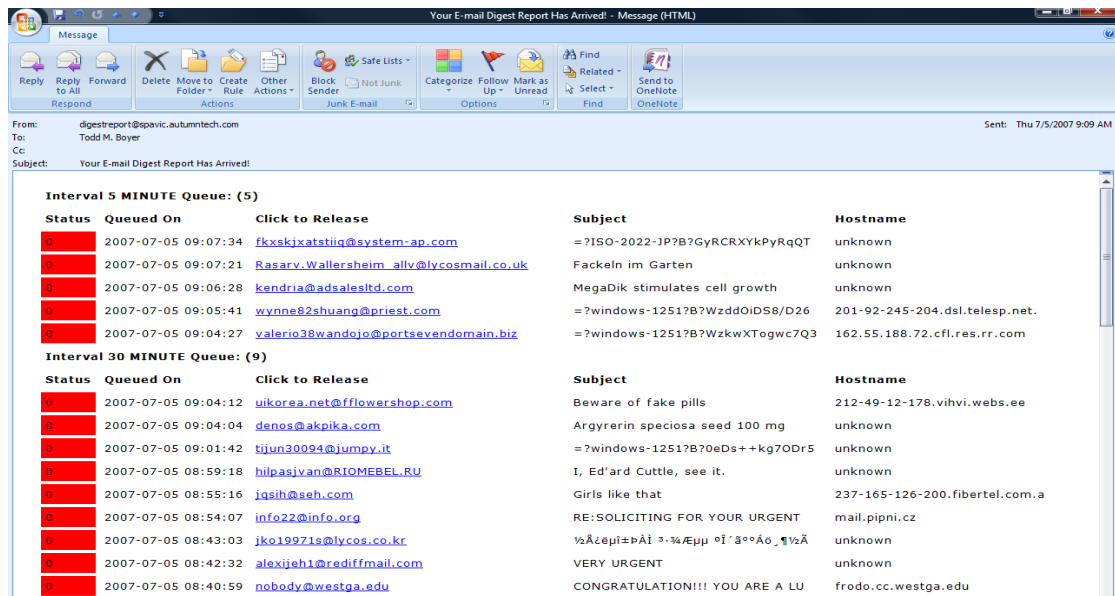 Your E-mail Digest Report Has Arrived! - Message (HTML)
Message
Reply
Reply to All
Forward
Respond
Delete
Move to Folder
Create Rule
Other Actions
Actions
Block Sender
Safe Lists
Not Junk
Junk E-mail
Categorize
Follow Up
Mark as Unread
Options
Find
Related
Select
Find
Send to OneNote
OneNote
From: digestreport@spavic.autumntech.com Sent: Thu 7/5/2007 9:09 AM
To: Todd M. Boyer
Cc:
Subject: Your E-mail Digest Report Has Arrived!
Interval 5 MINUTE Queue: (5)
Status Queued On Click to Release Subject Hostname
0 2007-07-05 09:07:34 fkxskjxatstiiq@system-ap.com =?ISO-2022-JP?B?GyRCRXYkPyRqQT unknown
0 2007-07-05 09:07:21 Rasarv.Wallersheim_allv@lycosmail.co.uk Fackeln im Garten unknown
0 2007-07-05 09:06:28 kendria@adsalesltd.com MegaDik stimulates cell growth unknown
0 2007-07-05 09:05:41 wynne82shuang@priest.com =?windows-1251?B?WzddOiDS8/D26 201-92-245-204.dsl.telesp.net.
0 2007-07-05 09:04:27 valerio38wandojo@portsevendomain.biz =?windows-1251?B?WzkwXTogwc7Q3 162.55.188.72.cfl.res.rr.com
Interval 30 MINUTE Queue: (9)
Status Queued On Click to Release Subject Hostname
0 2007-07-05 09:04:12 uikorea.net@fflowershop.com Beware of fake pills 212-49-12-178.vihvi.webs.ee
0 2007-07-05 09:04:04 denos@akpika.com Argyrerin speciosa seed 100 mg unknown
0 2007-07-05 09:01:42 tijun30094@jumpy.it =?windows-1251?B?0eDs++kg7ODr5 unknown
0 2007-07-05 08:59:18 hilpasjvan@RIOMEBEL.RU I, Ed'ard Cuttle, see it. unknown
0 2007-07-05 08:55:16 jqsih@seh.com Girls like that 237-165-126-200.fibertel.com.a
0 2007-07-05 08:54:07 info22@info.org RE:SOLICITING FOR YOUR URGENT mail.pipni.cz
0 2007-07-05 08:43:03 jko19971s@lycos.co.kr unknown
0 2007-07-05 08:42:32 alexijeh1@rediffmail.com VERY URGENT unknown
0 2007-07-05 08:40:59 nobody@westga.edu CONGRATULATION!!! YOU ARE A LU frodo.cc.westga.edu